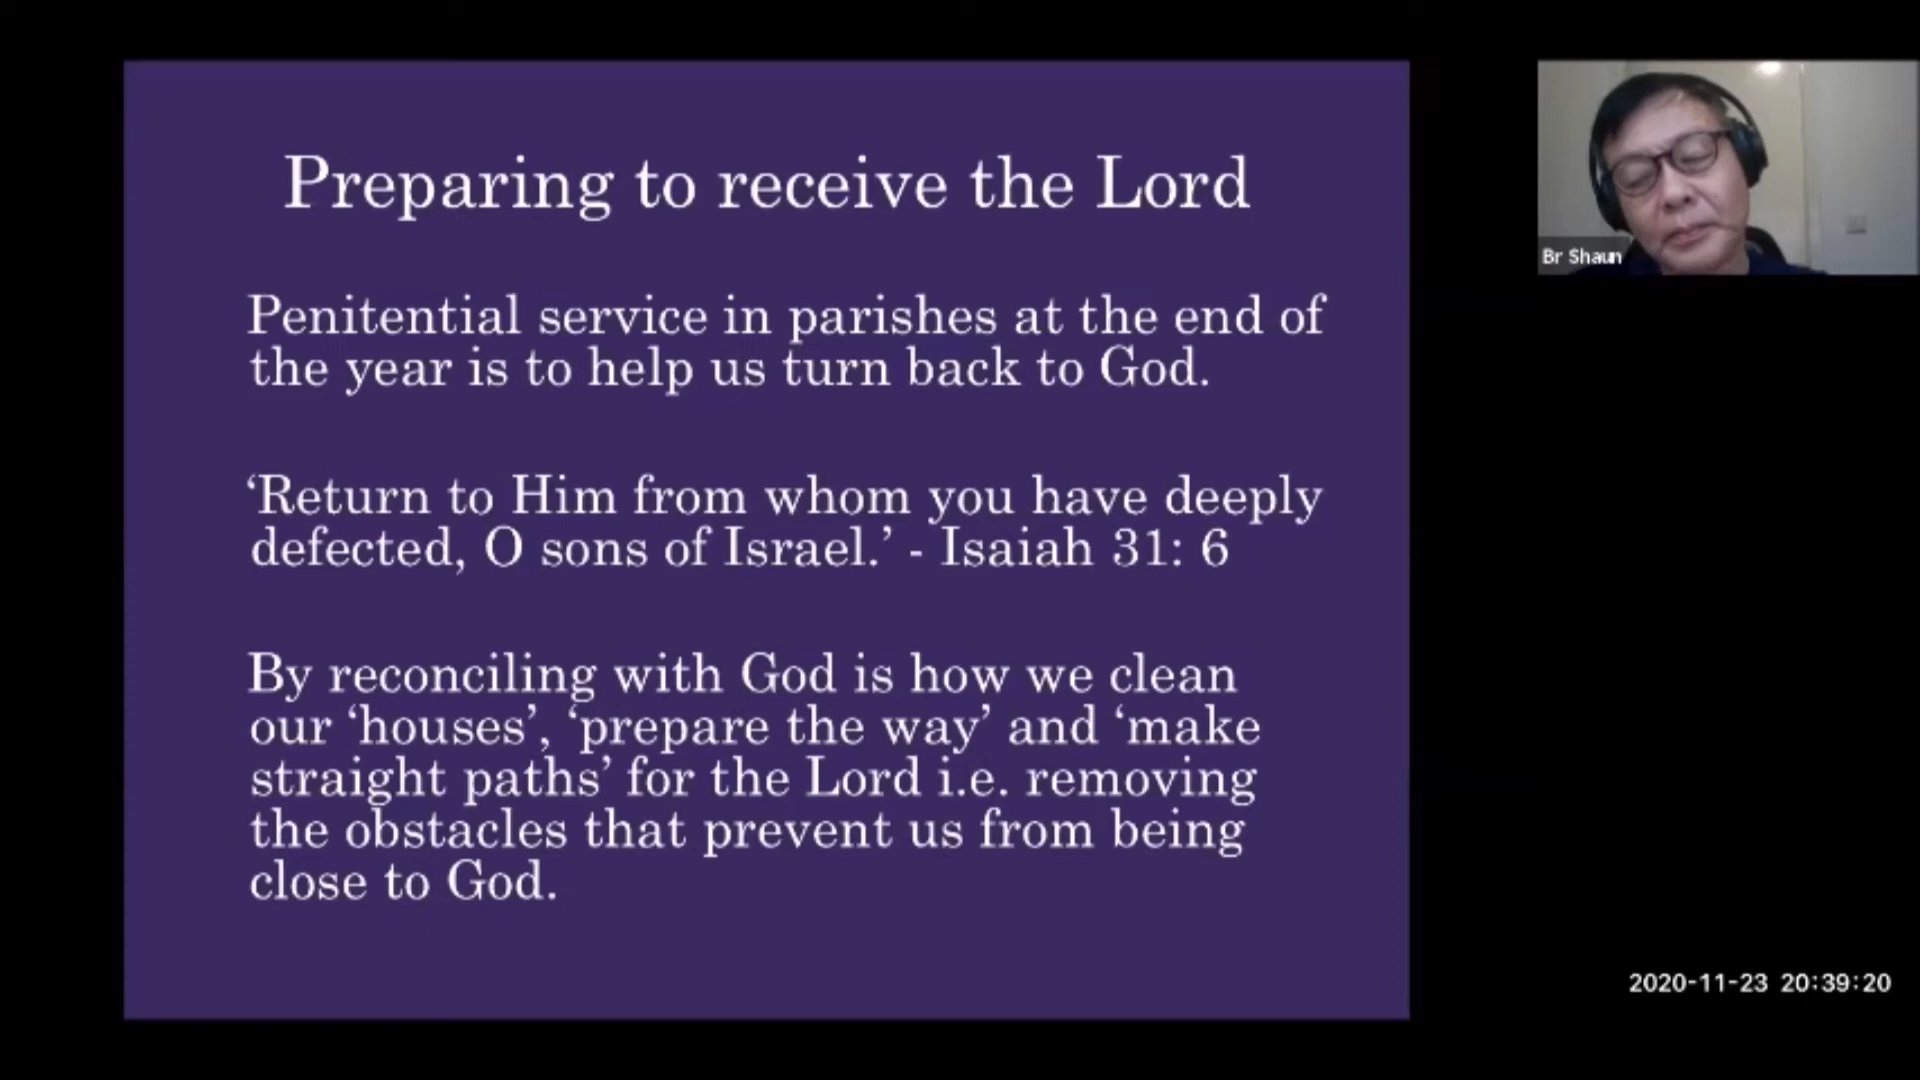 Preparing to receive the Lord
Penitential service in parishes at the end of
the year is to help us turn back to God.
‘Return to Him from whom you have deeply
defected, O sons of Israel.’ - Isaiah 31: 6
By reconciling with God is how we clean
our ‘houses’, ‘prepare the way’ and ‘make
straight paths’ for the Lord i.e. removing
the obstacles that prevent us from being
close to God.
Br Shaun
2020-11-23 20:39:20